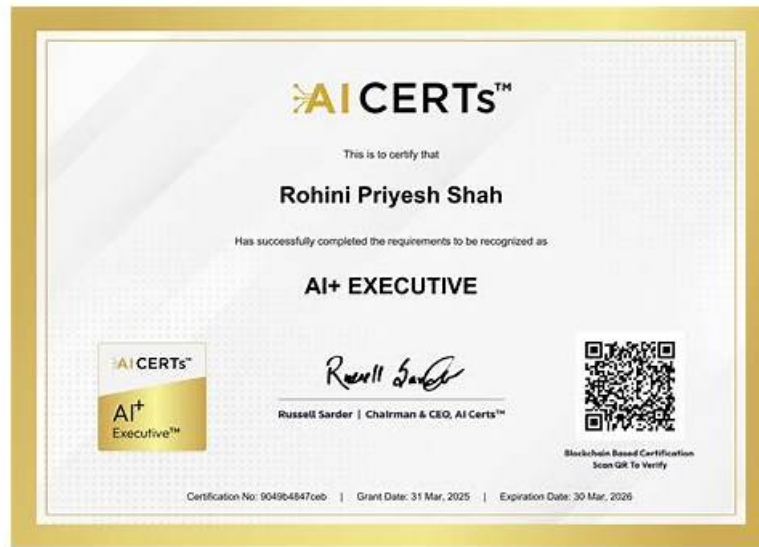 AI CERTs™
This is to certify that
Rohini Priyesh Shah
Has successfully completed the requirements to be recognized as
AI+ EXECUTIVE
AI CERTs™
AI+
Executive™
Russell Sarder
Russell Sarder | Chairman & CEO, AI Certs™
Blockchain Based Certification
Scan QR To Verify
Certification No: 9049b4847ceb | Grant Date: 31 Mar, 2025 | Expiration Date: 30 Mar, 2026